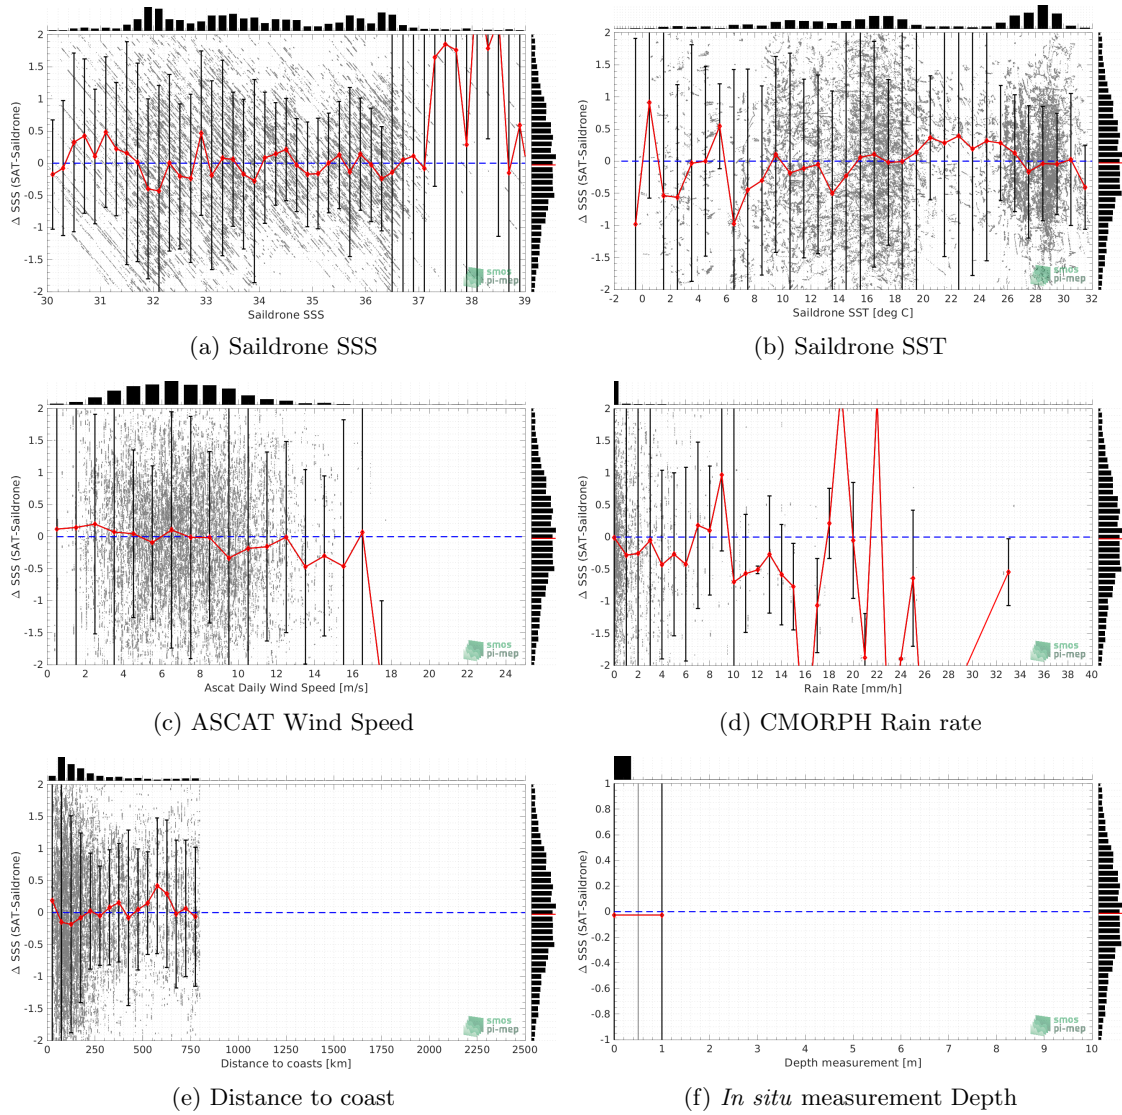 2
1.5
1
0.5
0
-0.5
-1
-1.5
-2
Δ SSS (SAT-Saildrone)
30 31 32 33 34 35 36 37 38 39
Saildrone SSS
smos
pi-mep
(a) Saildrone SSS
2
1.5
1
0.5
0
-0.5
-1
-1.5
-2
Δ SSS (SAT-Saildrone)
-2 0 2 4 6 8 10 12 14 16 18 20 22 24 26 28 30 32
Saildrone SST [deg C]
smos
pi-mep
(b) Saildrone SST
2
1.5
1
0.5
0
-0.5
-1
-1.5
-2
Δ SSS (SAT-Saildrone)
0 2 4 6 8 10 12 14 16 18 20 22 24
Ascat Daily Wind Speed [m/s]
smos
pi-mep
(c) ASCAT Wind Speed
2
1.5
1
0.5
0
-0.5
-1
-1.5
-2
Δ SSS (SAT-Saildrone)
0 2 4 6 8 10 12 14 16 18 20 22 24 26 28 30 32 34 36 38 40
Rain Rate [mm/h]
smos
pi-mep
(d) CMORPH Rain rate
2
1.5
1
0.5
0
-0.5
-1
-1.5
-2
Δ SSS (SAT-Saildrone)
0 250 500 750 1000 1250 1500 1750 2000 2250 2500
Distance to coasts [km]
smos
pi-mep
(e) Distance to coast
1
0.8
0.6
0.4
0.2
0
-0.2
-0.4
-0.6
-0.8
-1
Δ SSS (SAT-Saildrone)
0 1 2 3 4 5 6 7 8 9 10
Depth measurement [m]
smos
pi-mep
(f) In situ measurement Depth